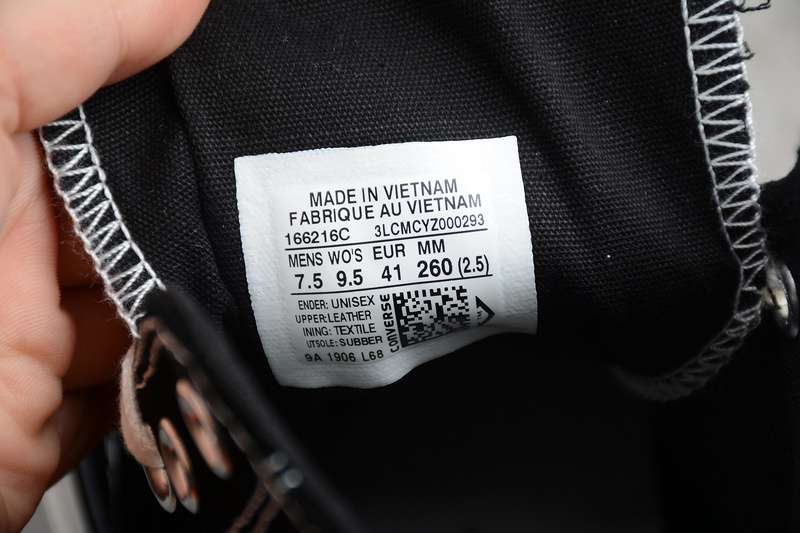 MADE IN VIETNAM
FABRIQUE AU VIETNAM
166216C 3LCMCYZ000293
MENS WO'S EUR MM
7.5 9.5 41 260 (2.5)
ENDER: UNISEX
UPPER:LEATHER
INING: TEXTILE
UTSOLE: SUBBER
9A 1906 L68
CONVERSE